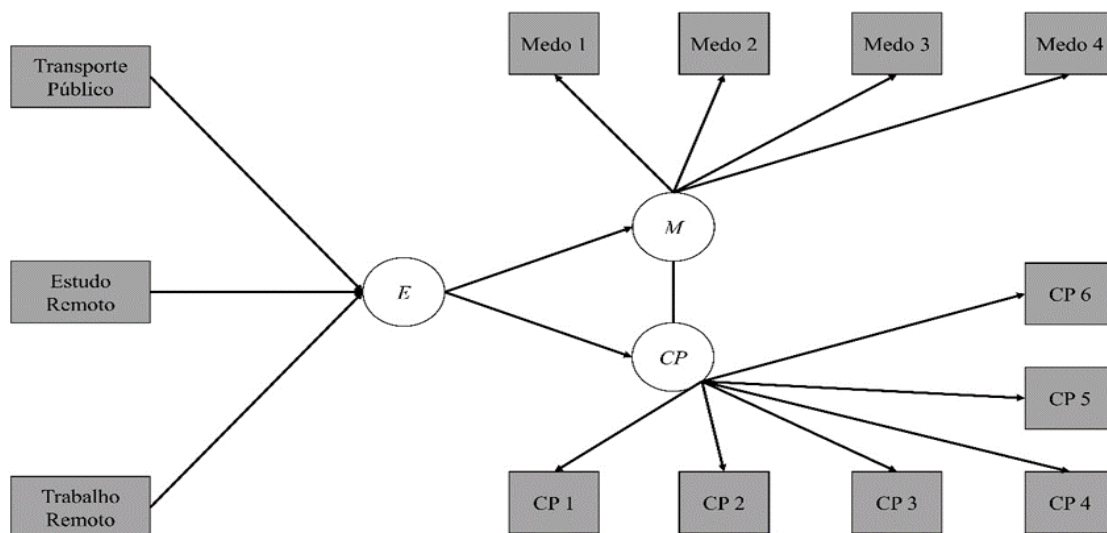 Medo 1
Medo 2
Medo 3
Medo 4
Transporte
Público
M
Estudo
Remoto
E
CP 6
CP
CP 5
Trabalho
Remoto
CP 1
CP 2
CP 3
CP 4